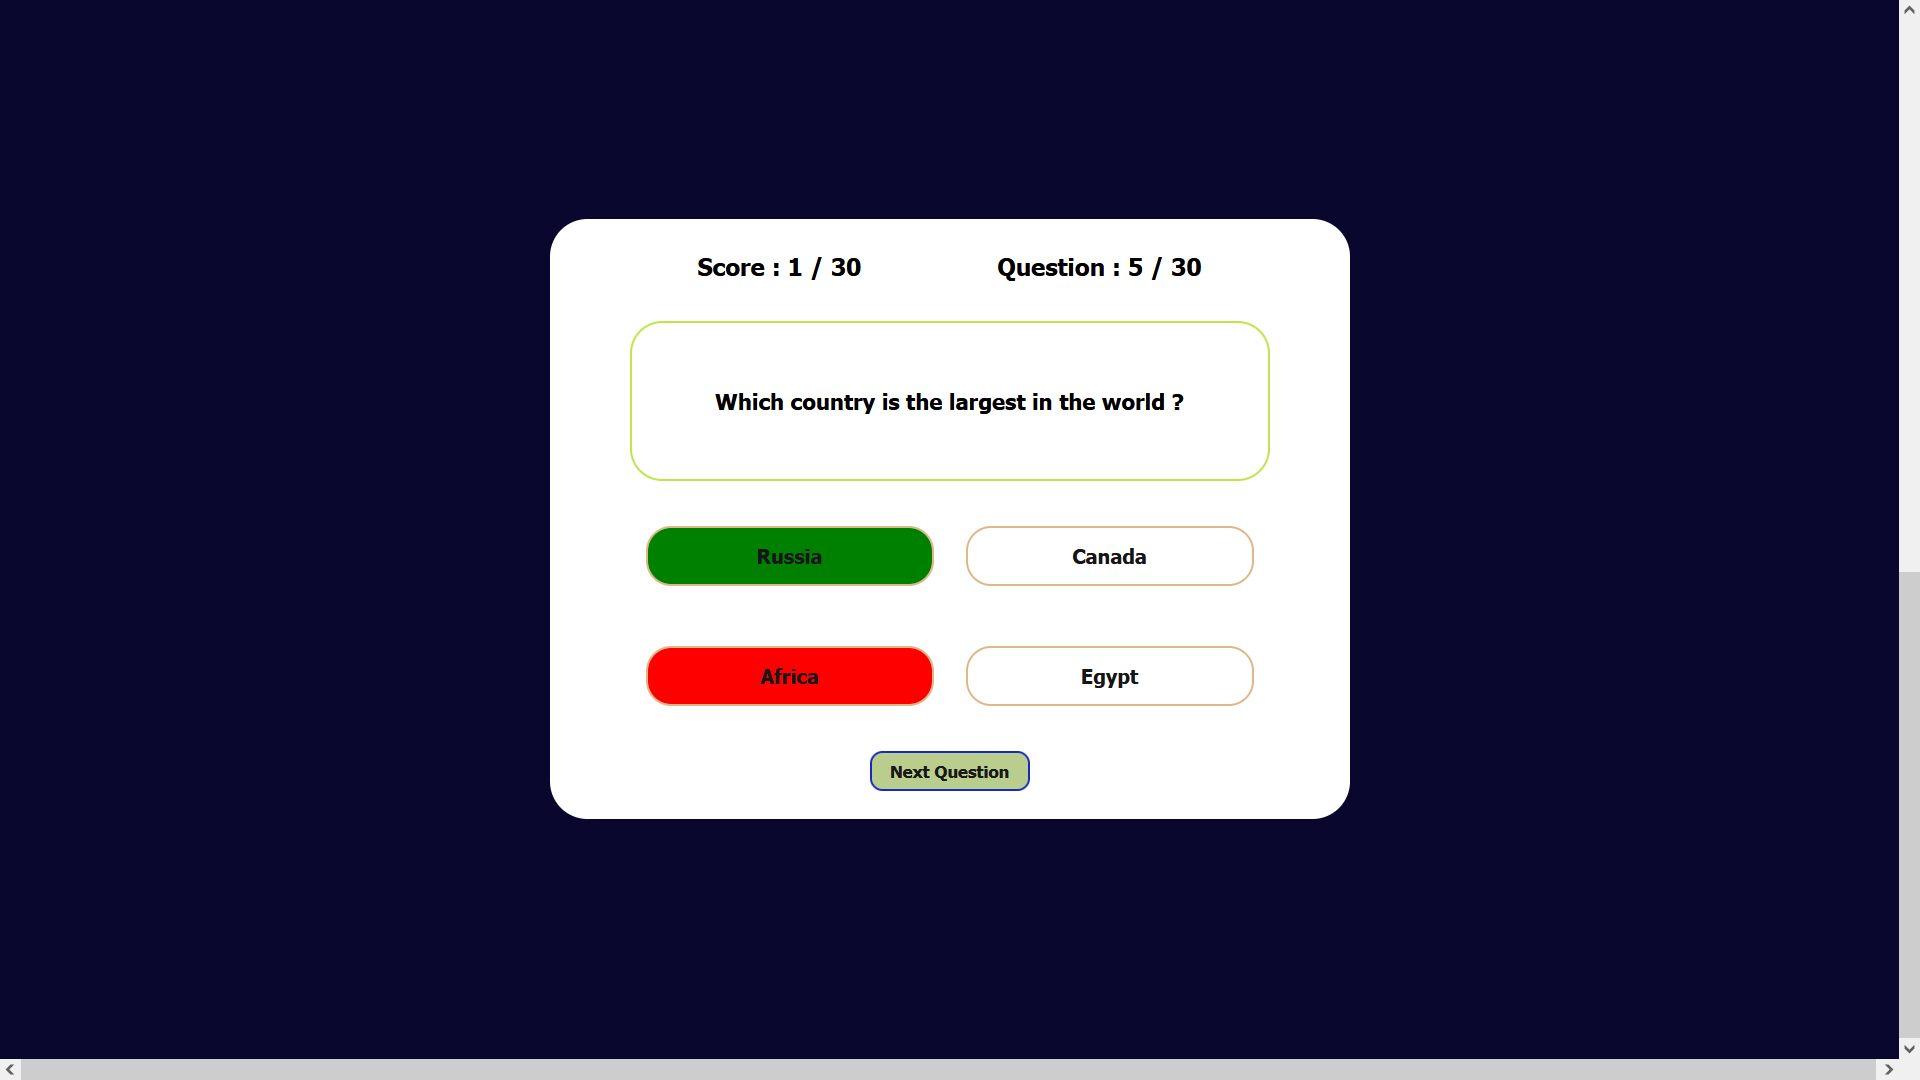 Score : 1 / 30
Question : 5 / 30
Which country is the largest in the world ?
Russia
Canada
Africa
Egypt
Next Question